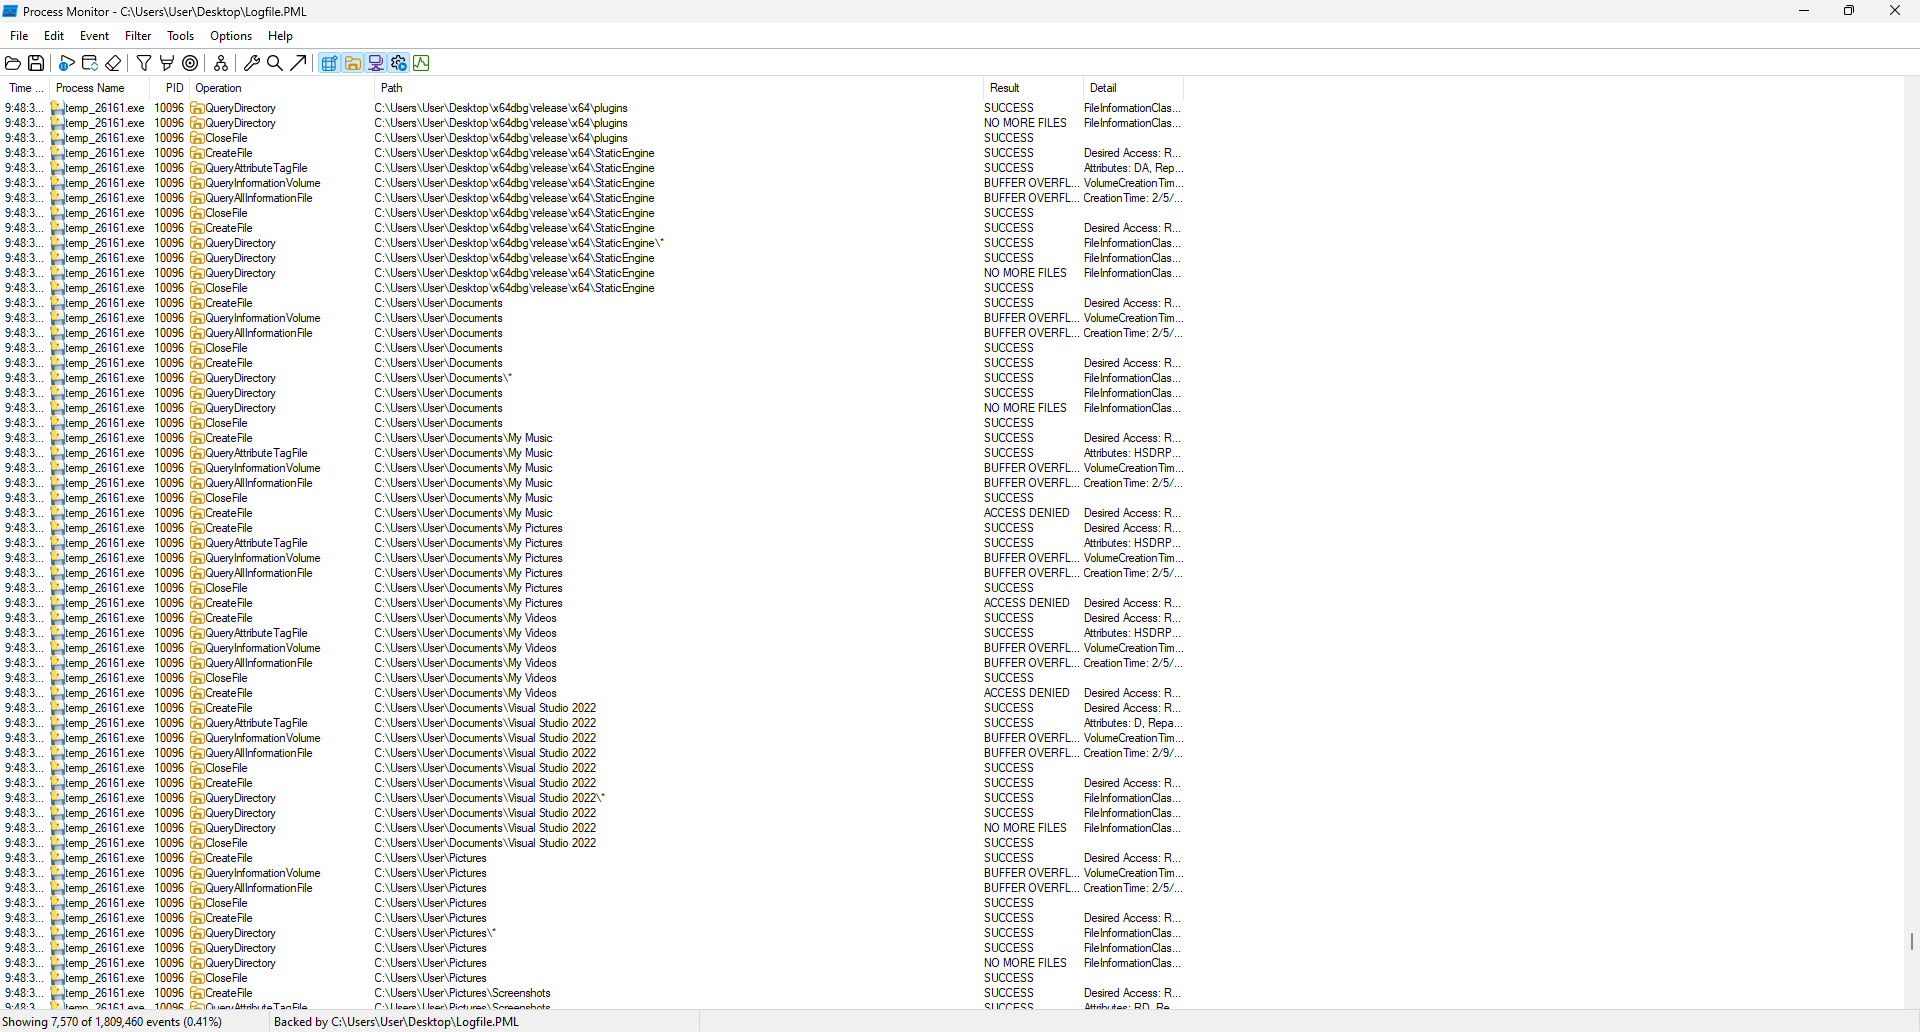 Process Monitor - C:\Users\User\Desktop\Logfile.PML
File Edit Event Filter Tools Options Help
Time ... Process Name PID Operation Path Result Detail
9:48:3... temp_26161.exe 10096 QueryDirectory C:\Users\User\Desktop\x64dbg\release\x64\plugins SUCCESS FileInformationClas...
9:48:3... temp_26161.exe 10096 QueryDirectory C:\Users\User\Desktop\x64dbg\release\x64\plugins NO MORE FILES FileInformationClas...
9:48:3... temp_26161.exe 10096 CloseFile C:\Users\User\Desktop\x64dbg\release\x64\plugins SUCCESS
9:48:3... temp_26161.exe 10096 CreateFile C:\Users\User\Desktop\x64dbg\release\x64\StaticEngine SUCCESS Desired Access: R...
9:48:3... temp_26161.exe 10096 QueryAttributeTagFile C:\Users\User\Desktop\x64dbg\release\x64\StaticEngine SUCCESS Attributes: DA, Rep...
9:48:3... temp_26161.exe 10096 QueryInformationVolume C:\Users\User\Desktop\x64dbg\release\x64\StaticEngine BUFFER OVERFL... VolumeCreationTim...
9:48:3... temp_26161.exe 10096 QueryAllInformationFile C:\Users\User\Desktop\x64dbg\release\x64\StaticEngine BUFFER OVERFL... CreationTime: 2/5/...
9:48:3... temp_26161.exe 10096 CloseFile C:\Users\User\Desktop\x64dbg\release\x64\StaticEngine SUCCESS
9:48:3... temp_26161.exe 10096 CreateFile C:\Users\User\Desktop\x64dbg\release\x64\StaticEngine SUCCESS Desired Access: R...
9:48:3... temp_26161.exe 10096 QueryDirectory C:\Users\User\Desktop\x64dbg\release\x64\StaticEngine\* SUCCESS FileInformationClas...
9:48:3... temp_26161.exe 10096 QueryDirectory C:\Users\User\Desktop\x64dbg\release\x64\StaticEngine SUCCESS FileInformationClas...
9:48:3... temp_26161.exe 10096 QueryDirectory C:\Users\User\Desktop\x64dbg\release\x64\StaticEngine NO MORE FILES FileInformationClas...
9:48:3... temp_26161.exe 10096 CloseFile C:\Users\User\Desktop\x64dbg\release\x64\StaticEngine SUCCESS
9:48:3... temp_26161.exe 10096 CreateFile C:\Users\User\Documents SUCCESS Desired Access: R...
9:48:3... temp_26161.exe 10096 QueryInformationVolume C:\Users\User\Documents BUFFER OVERFL... VolumeCreationTim...
9:48:3... temp_26161.exe 10096 QueryAllInformationFile C:\Users\User\Documents BUFFER OVERFL... CreationTime: 2/5/...
9:48:3... temp_26161.exe 10096 CloseFile C:\Users\User\Documents SUCCESS
9:48:3... temp_26161.exe 10096 CreateFile C:\Users\User\Documents SUCCESS Desired Access: R...
9:48:3... temp_26161.exe 10096 QueryDirectory C:\Users\User\Documents\* SUCCESS FileInformationClas...
9:48:3... temp_26161.exe 10096 QueryDirectory C:\Users\User\Documents SUCCESS FileInformationClas...
9:48:3... temp_26161.exe 10096 QueryDirectory C:\Users\User\Documents NO MORE FILES FileInformationClas...
9:48:3... temp_26161.exe 10096 CloseFile C:\Users\User\Documents SUCCESS
9:48:3... temp_26161.exe 10096 CreateFile C:\Users\User\Documents\My Music SUCCESS Desired Access: R...
9:48:3... temp_26161.exe 10096 QueryAttributeTagFile C:\Users\User\Documents\My Music SUCCESS Attributes: HSDRP...
9:48:3... temp_26161.exe 10096 QueryInformationVolume C:\Users\User\Documents\My Music BUFFER OVERFL... VolumeCreationTim...
9:48:3... temp_26161.exe 10096 QueryAllInformationFile C:\Users\User\Documents\My Music BUFFER OVERFL... CreationTime: 2/5/...
9:48:3... temp_26161.exe 10096 CloseFile C:\Users\User\Documents\My Music SUCCESS
9:48:3... temp_26161.exe 10096 CreateFile C:\Users\User\Documents\My Music ACCESS DENIED Desired Access: R...
9:48:3... temp_26161.exe 10096 CreateFile C:\Users\User\Documents\My Pictures SUCCESS Desired Access: R...
9:48:3... temp_26161.exe 10096 QueryAttributeTagFile C:\Users\User\Documents\My Pictures SUCCESS Attributes: HSDRP...
9:48:3... temp_26161.exe 10096 QueryInformationVolume C:\Users\User\Documents\My Pictures BUFFER OVERFL... VolumeCreationTim...
9:48:3... temp_26161.exe 10096 QueryAllInformationFile C:\Users\User\Documents\My Pictures BUFFER OVERFL... CreationTime: 2/5/...
9:48:3... temp_26161.exe 10096 CloseFile C:\Users\User\Documents\My Pictures SUCCESS
9:48:3... temp_26161.exe 10096 CreateFile C:\Users\User\Documents\My Pictures ACCESS DENIED Desired Access: R...
9:48:3... temp_26161.exe 10096 CreateFile C:\Users\User\Documents\My Videos SUCCESS Desired Access: R...
9:48:3... temp_26161.exe 10096 QueryAttributeTagFile C:\Users\User\Documents\My Videos SUCCESS Attributes: HSDRP...
9:48:3... temp_26161.exe 10096 QueryInformationVolume C:\Users\User\Documents\My Videos BUFFER OVERFL... VolumeCreationTim...
9:48:3... temp_26161.exe 10096 QueryAllInformationFile C:\Users\User\Documents\My Videos BUFFER OVERFL... CreationTime: 2/5/...
9:48:3... temp_26161.exe 10096 CloseFile C:\Users\User\Documents\My Videos SUCCESS
9:48:3... temp_26161.exe 10096 CreateFile C:\Users\User\Documents\My Videos ACCESS DENIED Desired Access: R...
9:48:3... temp_26161.exe 10096 CreateFile C:\Users\User\Documents\Visual Studio 2022 SUCCESS Desired Access: R...
9:48:3... temp_26161.exe 10096 QueryAttributeTagFile C:\Users\User\Documents\Visual Studio 2022 SUCCESS Attributes: D, Repa...
9:48:3... temp_26161.exe 10096 QueryInformationVolume C:\Users\User\Documents\Visual Studio 2022 BUFFER OVERFL... VolumeCreationTim...
9:48:3... temp_26161.exe 10096 QueryAllInformationFile C:\Users\User\Documents\Visual Studio 2022 BUFFER OVERFL... CreationTime: 2/9/...
9:48:3... temp_26161.exe 10096 CloseFile C:\Users\User\Documents\Visual Studio 2022 SUCCESS
9:48:3... temp_26161.exe 10096 CreateFile C:\Users\User\Documents\Visual Studio 2022 SUCCESS Desired Access: R...
9:48:3... temp_26161.exe 10096 QueryDirectory C:\Users\User\Documents\Visual Studio 2022\* SUCCESS FileInformationClas...
9:48:3... temp_26161.exe 10096 QueryDirectory C:\Users\User\Documents\Visual Studio 2022 SUCCESS FileInformationClas...
9:48:3... temp_26161.exe 10096 QueryDirectory C:\Users\User\Documents\Visual Studio 2022 NO MORE FILES FileInformationClas...
9:48:3... temp_26161.exe 10096 CloseFile C:\Users\User\Documents\Visual Studio 2022 SUCCESS
9:48:3... temp_26161.exe 10096 CreateFile C:\Users\User\Pictures SUCCESS Desired Access: R...
9:48:3... temp_26161.exe 10096 QueryInformationVolume C:\Users\User\Pictures BUFFER OVERFL... VolumeCreationTim...
9:48:3... temp_26161.exe 10096 QueryAllInformationFile C:\Users\User\Pictures BUFFER OVERFL... CreationTime: 2/5/...
9:48:3... temp_26161.exe 10096 CloseFile C:\Users\User\Pictures SUCCESS
9:48:3... temp_26161.exe 10096 CreateFile C:\Users\User\Pictures SUCCESS Desired Access: R...
9:48:3... temp_26161.exe 10096 QueryDirectory C:\Users\User\Pictures\* SUCCESS FileInformationClas...
9:48:3... temp_26161.exe 10096 QueryDirectory C:\Users\User\Pictures SUCCESS FileInformationClas...
9:48:3... temp_26161.exe 10096 QueryDirectory C:\Users\User\Pictures NO MORE FILES FileInformationClas...
9:48:3... temp_26161.exe 10096 CloseFile C:\Users\User\Pictures SUCCESS
9:48:3... temp_26161.exe 10096 CreateFile C:\Users\User\Pictures\Screenshots SUCCESS Desired Access: R...
9:48:3... temp_26161.exe 10096 QueryAttributeTagFile C:\Users\User\Pictures\Screenshots SUCCESS Attributes: RD, Re...
Showing 7,570 of 1,809,460 events (0.41%) Backed by C:\Users\User\Desktop\Logfile.PML